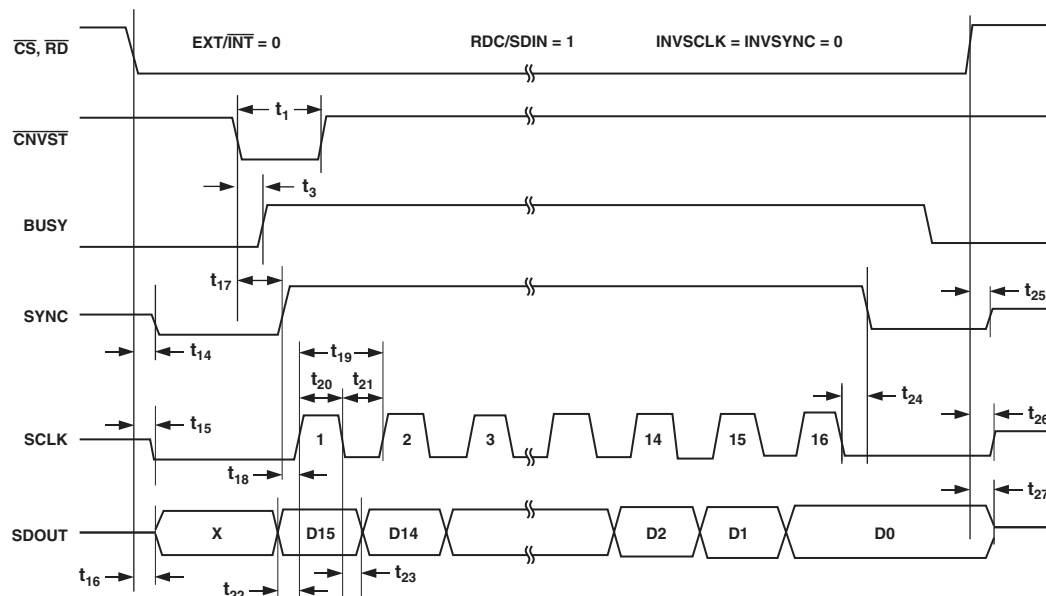 CS, RD
EXT/INT = 0
RDC/SDIN = 1
INVSCLK = INVSYNC = 0
t1
CNVST
t3
BUSY
t17
t25
SYNC
t14
t19
t20
t21
t24
t15
t26
SCLK
1
2
3
14
15
16
t18
t27
SDOUT
X
D15
D14
D2
D1
D0
t16
t22
t23